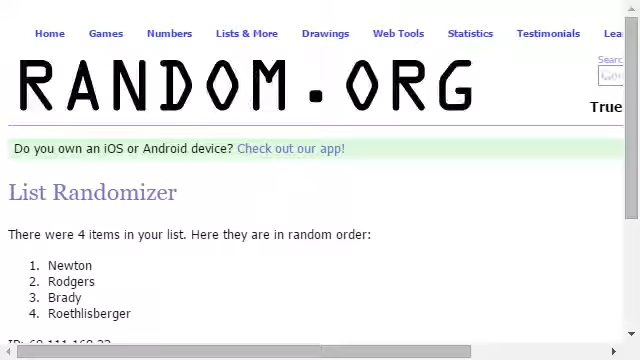 Home Games Numbers Lists & More Drawings Web Tools Statistics Testimonials
RANDOM.ORG
True
Do you own an iOS or Android device? Check out our app!
List Randomizer
There were 4 items in your list. Here they are in random order:
1. Newton
2. Rodgers
3. Brady
4. Roethlisberger